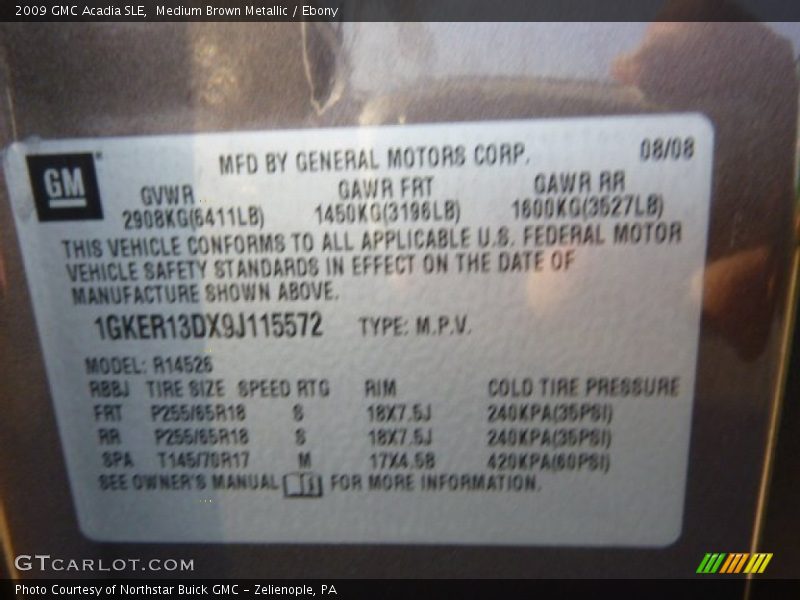 2009 GMC Acadia SLE,  Medium Brown Metallic / Ebony
MFD BY GENERAL MOTORS CORP. 08/08
GM
GVWR GAWR FRT GAWR RR
2908KG(6411LB) 1450KG(3196LB) 1600KG(3527LB)
THIS VEHICLE CONFORMS TO ALL APPLICABLE U.S. FEDERAL MOTOR
VEHICLE SAFETY STANDARDS IN EFFECT ON THE DATE OF
MANUFACTURE SHOWN ABOVE.
1GKER13DX9J115572 TYPE: M.P.V.
MODEL: R14526
RBBJ TIRE SIZE SPEED RTG RIM COLD TIRE PRESSURE
FRT P255/65R18 S 18X7.5J 240KPA(35PSI)
RR P255/65R18 S 18X7.5J 240KPA(35PSI)
SPA T145/70R17 M 17X4.5B 420KPA(60PSI)
SEE OWNER'S MANUAL FOR MORE INFORMATION.
GTCARLOT.COM
Photo Courtesy of Northstar Buick GMC - Zelienople, PA